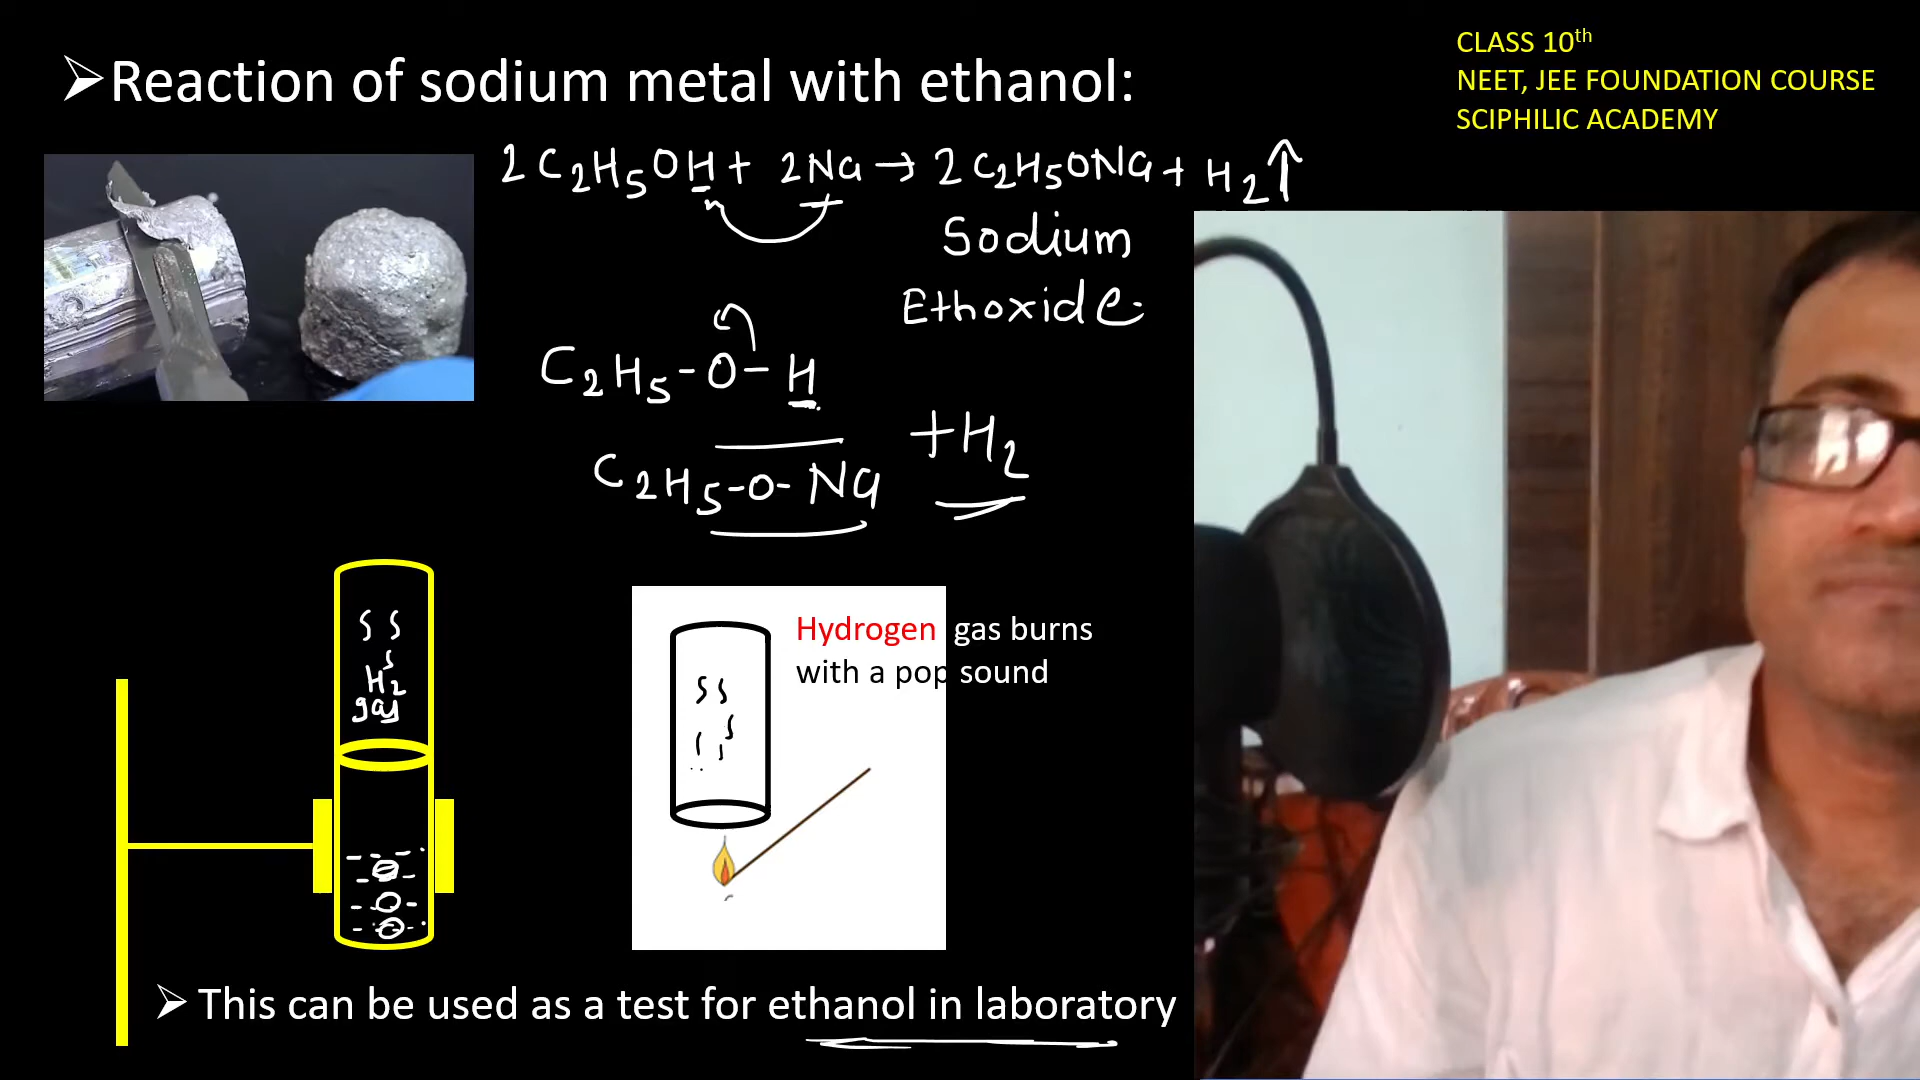 ➢Reaction of sodium metal with ethanol:
CLASS 10th
NEET, JEE FOUNDATION COURSE
SCIPHILIC ACADEMY
2C2H5OH + 2Na → 2C2H5ONa + H2↑
Sodium
Ethoxide
C2H5-O-H
C2H5-O-Na + H2
H2
gas
Hydrogen gas burns
with a pop sound
➢ This can be used as a test for ethanol in laboratory